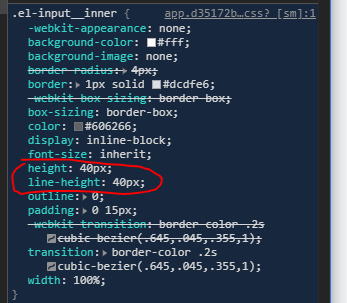 .el-input__inner {
app.d35172b…css? [sm]:1
-webkit-appearance: none;
background-color: #fff;
background-image: none;
border-radius: 4px;
border: 1px solid #dcdfe6;
-webkit-box-sizing: border-box;
box-sizing: border-box;
color: #606266;
display: inline-block;
font-size: inherit;
height: 40px;
line-height: 40px;
outline: 0;
padding: 0 15px;
-webkit-transition: border-color .2s
cubic-bezier(.645,.045,.355,1);
transition: border-color .2s
cubic-bezier(.645,.045,.355,1);
width: 100%;
}